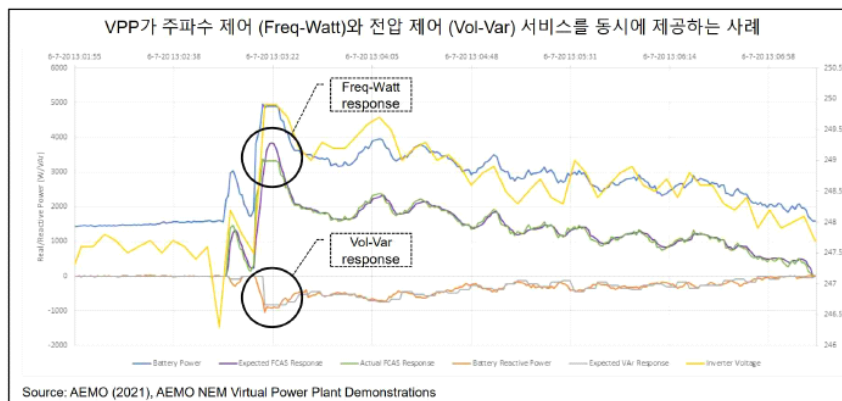 VPP가 주파수 제어 (Freq-Watt)와 전압 제어 (Vol-Var) 서비스를 동시에 제공하는 사례
6-7-20 13:01:55 6-7-20 13:02:38 6-7-20 13:03:22 6-7-20 13:04:05 6-7-20 13:04:48 6-7-20 13:05:31 6-7-20 13:06:14 6-7-20 13:06:58
6000 250.5
5000 250
249.5
4000
Freq-Watt
response
3000 249
248.5
2000
248
1000 247.5
Vol-Var
response
0 247
-1000 246.5
-2000 246
Real/Reactive Power (W/VAr)
Battery Power Expected FCAS Response Actual FCAS Response Battery Reactive Power Expected VAr Response Inverter Voltage
Source: AEMO (2021), AEMO NEM Virtual Power Plant Demonstrations